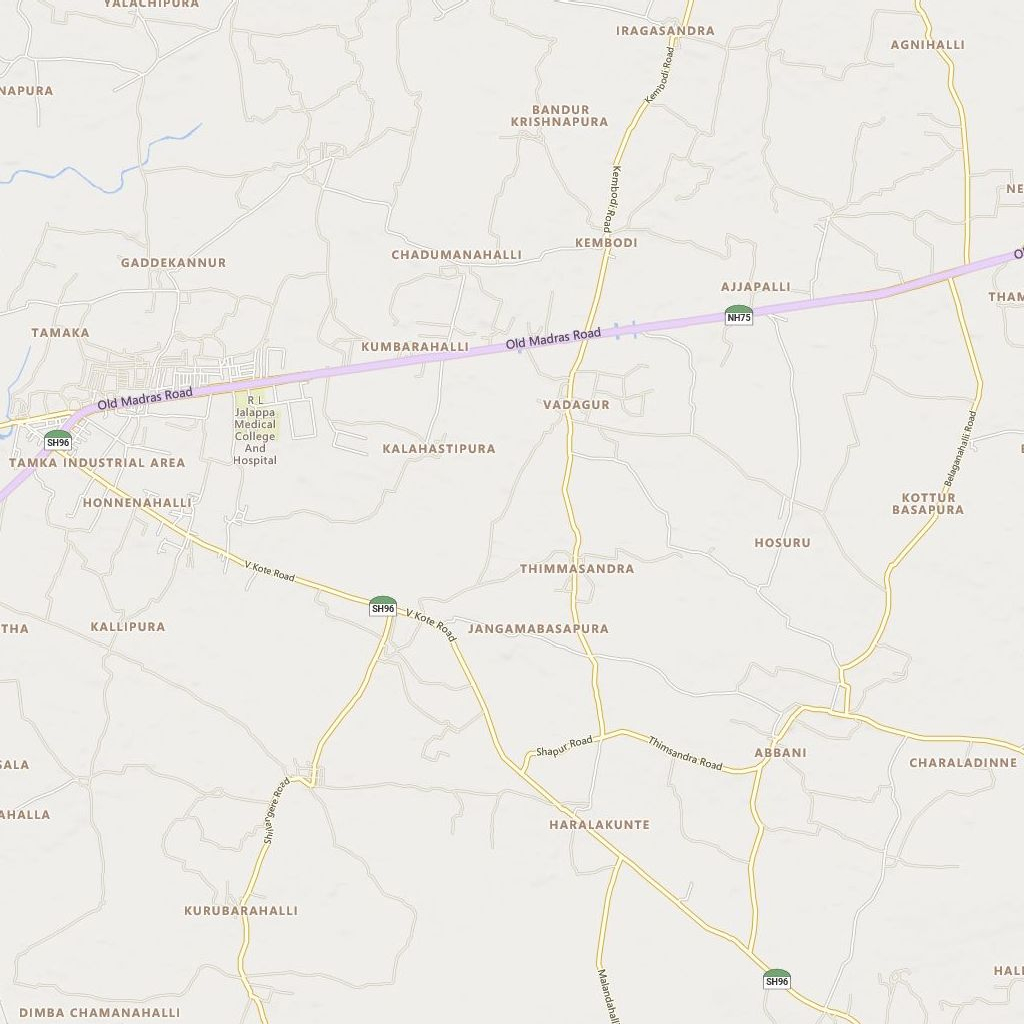 YALACHIPURA
IRAGASANDRA
AGNIHALLI
NAPURA
Kembodi Road
BANDUR
KRISHNAPURA
Kembodi Road
NE
KEMBODI
CHADUMANAHALLI
GADDEKANNUR
AJJAPALLI
THAM
NH75
TAMAKA
KUMBARAHALLI
Old Madras Road
Old Madras Road
R L
Jalappa
Medical
College
And
Hospital
VADAGUR
SH96
KALAHASTIPURA
TAMKA INDUSTRIAL AREA
Belaganahalli Road
HONNENAHALLI
KOTTUR
BASAPURA
HOSURU
V Kote Road
THIMMASANDRA
SH96
V Kote Road
THA
KALLIPURA
JANGAMABASAPURA
Shapur Road
Thimsandra Road
ABBANI
SALA
CHARALADINNE
AHALLA
Shillangere Road
HARALAKUNTE
KURUBARAHALLI
SH96
HALL
Malandahalli
DIMBA CHAMANAHALLI